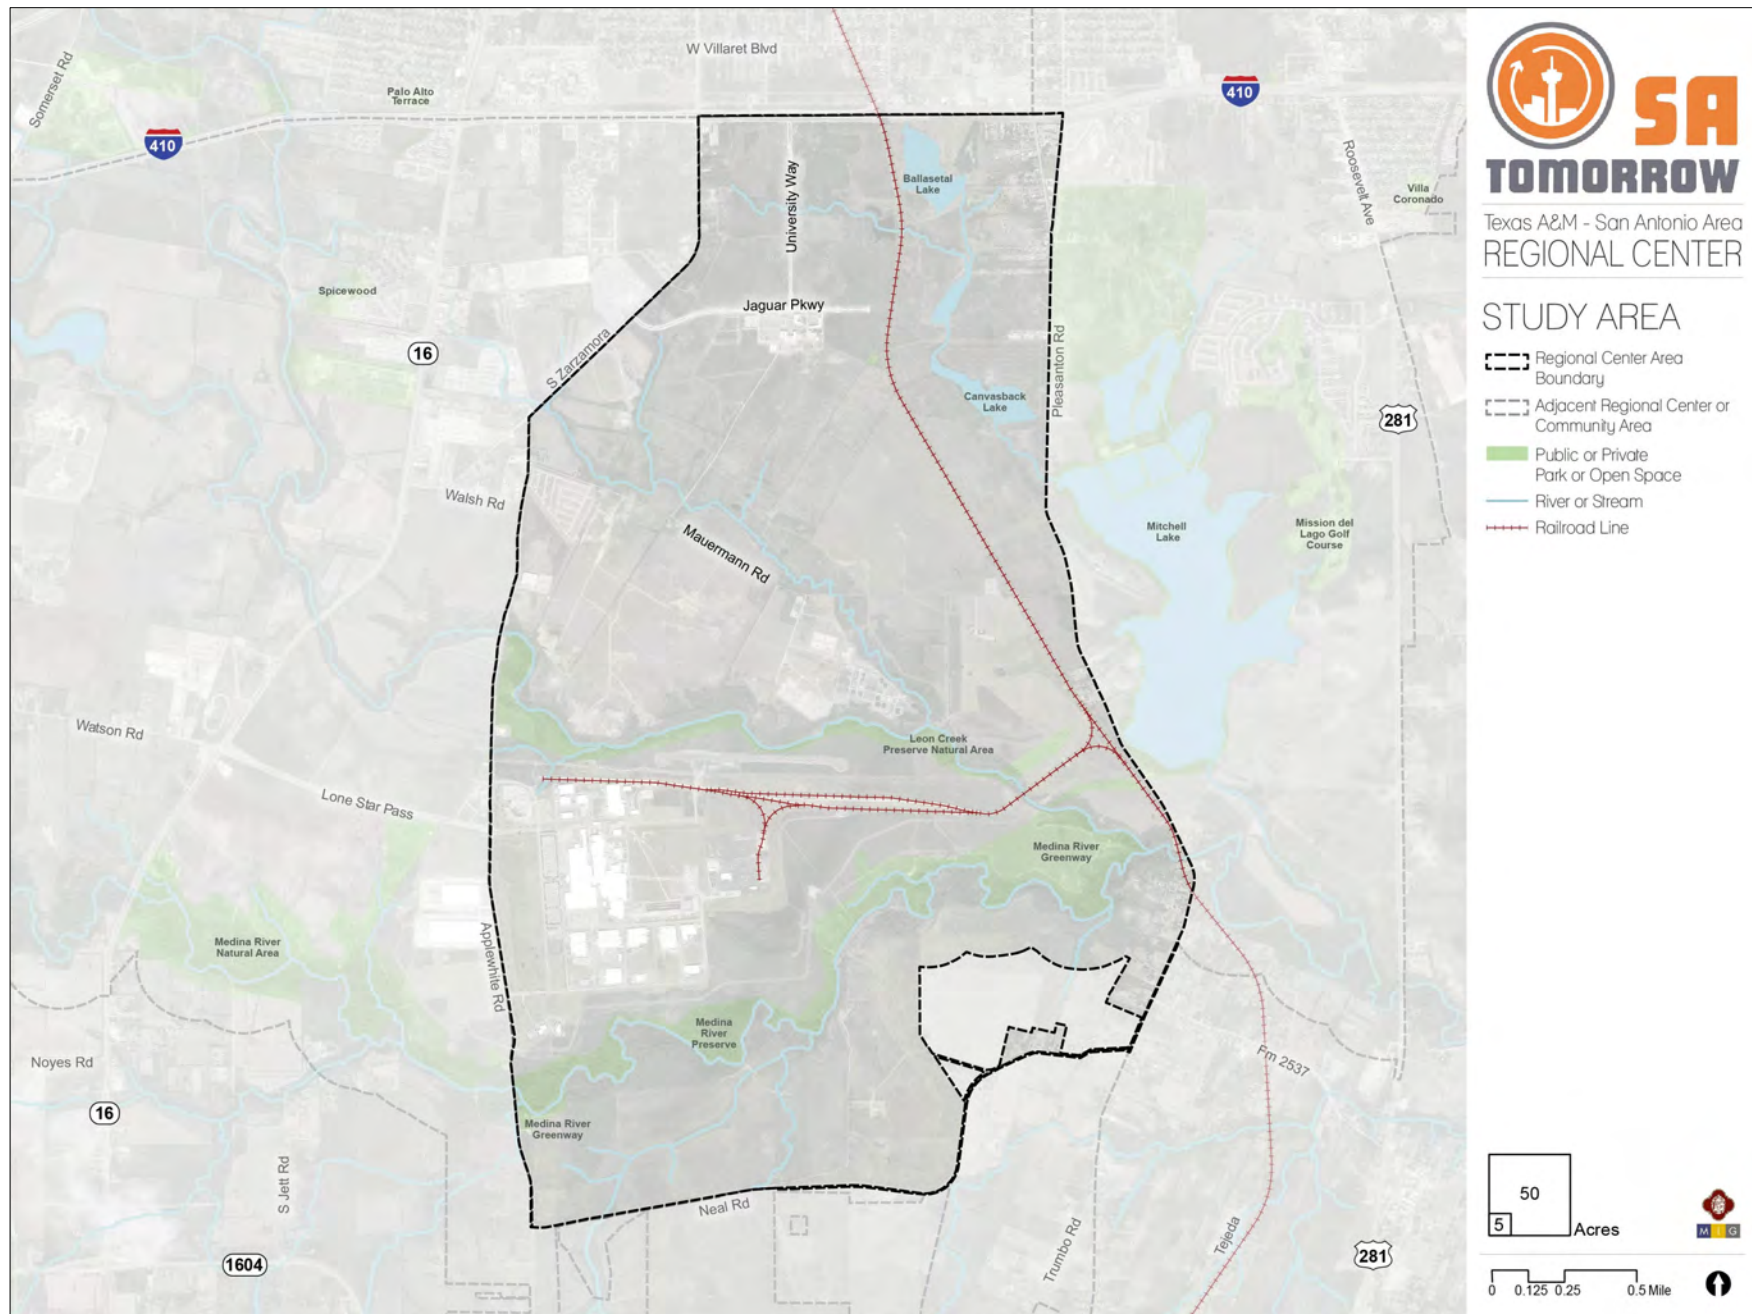 W Villaret Blvd
Somerset Rd
Palo Alto
Terrace
410
410
Roosevelt Ave
Villa
Coronado
University Way
Ballasetal
Lake
Spicewood
Jaguar Pkwy
16
S Zarzamora
Pleasanton Rd
Canvasback
Lake
281
Walsh Rd
Mauermann Rd
Mitchell
Lake
Mission del
Lago Golf
Course
Watson Rd
Leon Creek
Preserve Natural Area
Lone Star Pass
Medina River
Greenway
Medina River
Natural Area
Applewhite Rd
Medina
River
Preserve
Noyes Rd
Fm 2537
16
Medina River
Greenway
S Jett Rd
Neal Rd
Trumbo Rd
Tejeda
1604
281
SA
TOMORROW
Texas A&M - San Antonio Area
REGIONAL CENTER
STUDY AREA
Regional Center Area
Boundary
Adjacent Regional Center or
Community Area
Public or Private
Park or Open Space
River or Stream
Railroad Line
50
5
Acres
M I G
0 0.125 0.25 0.5 Mile